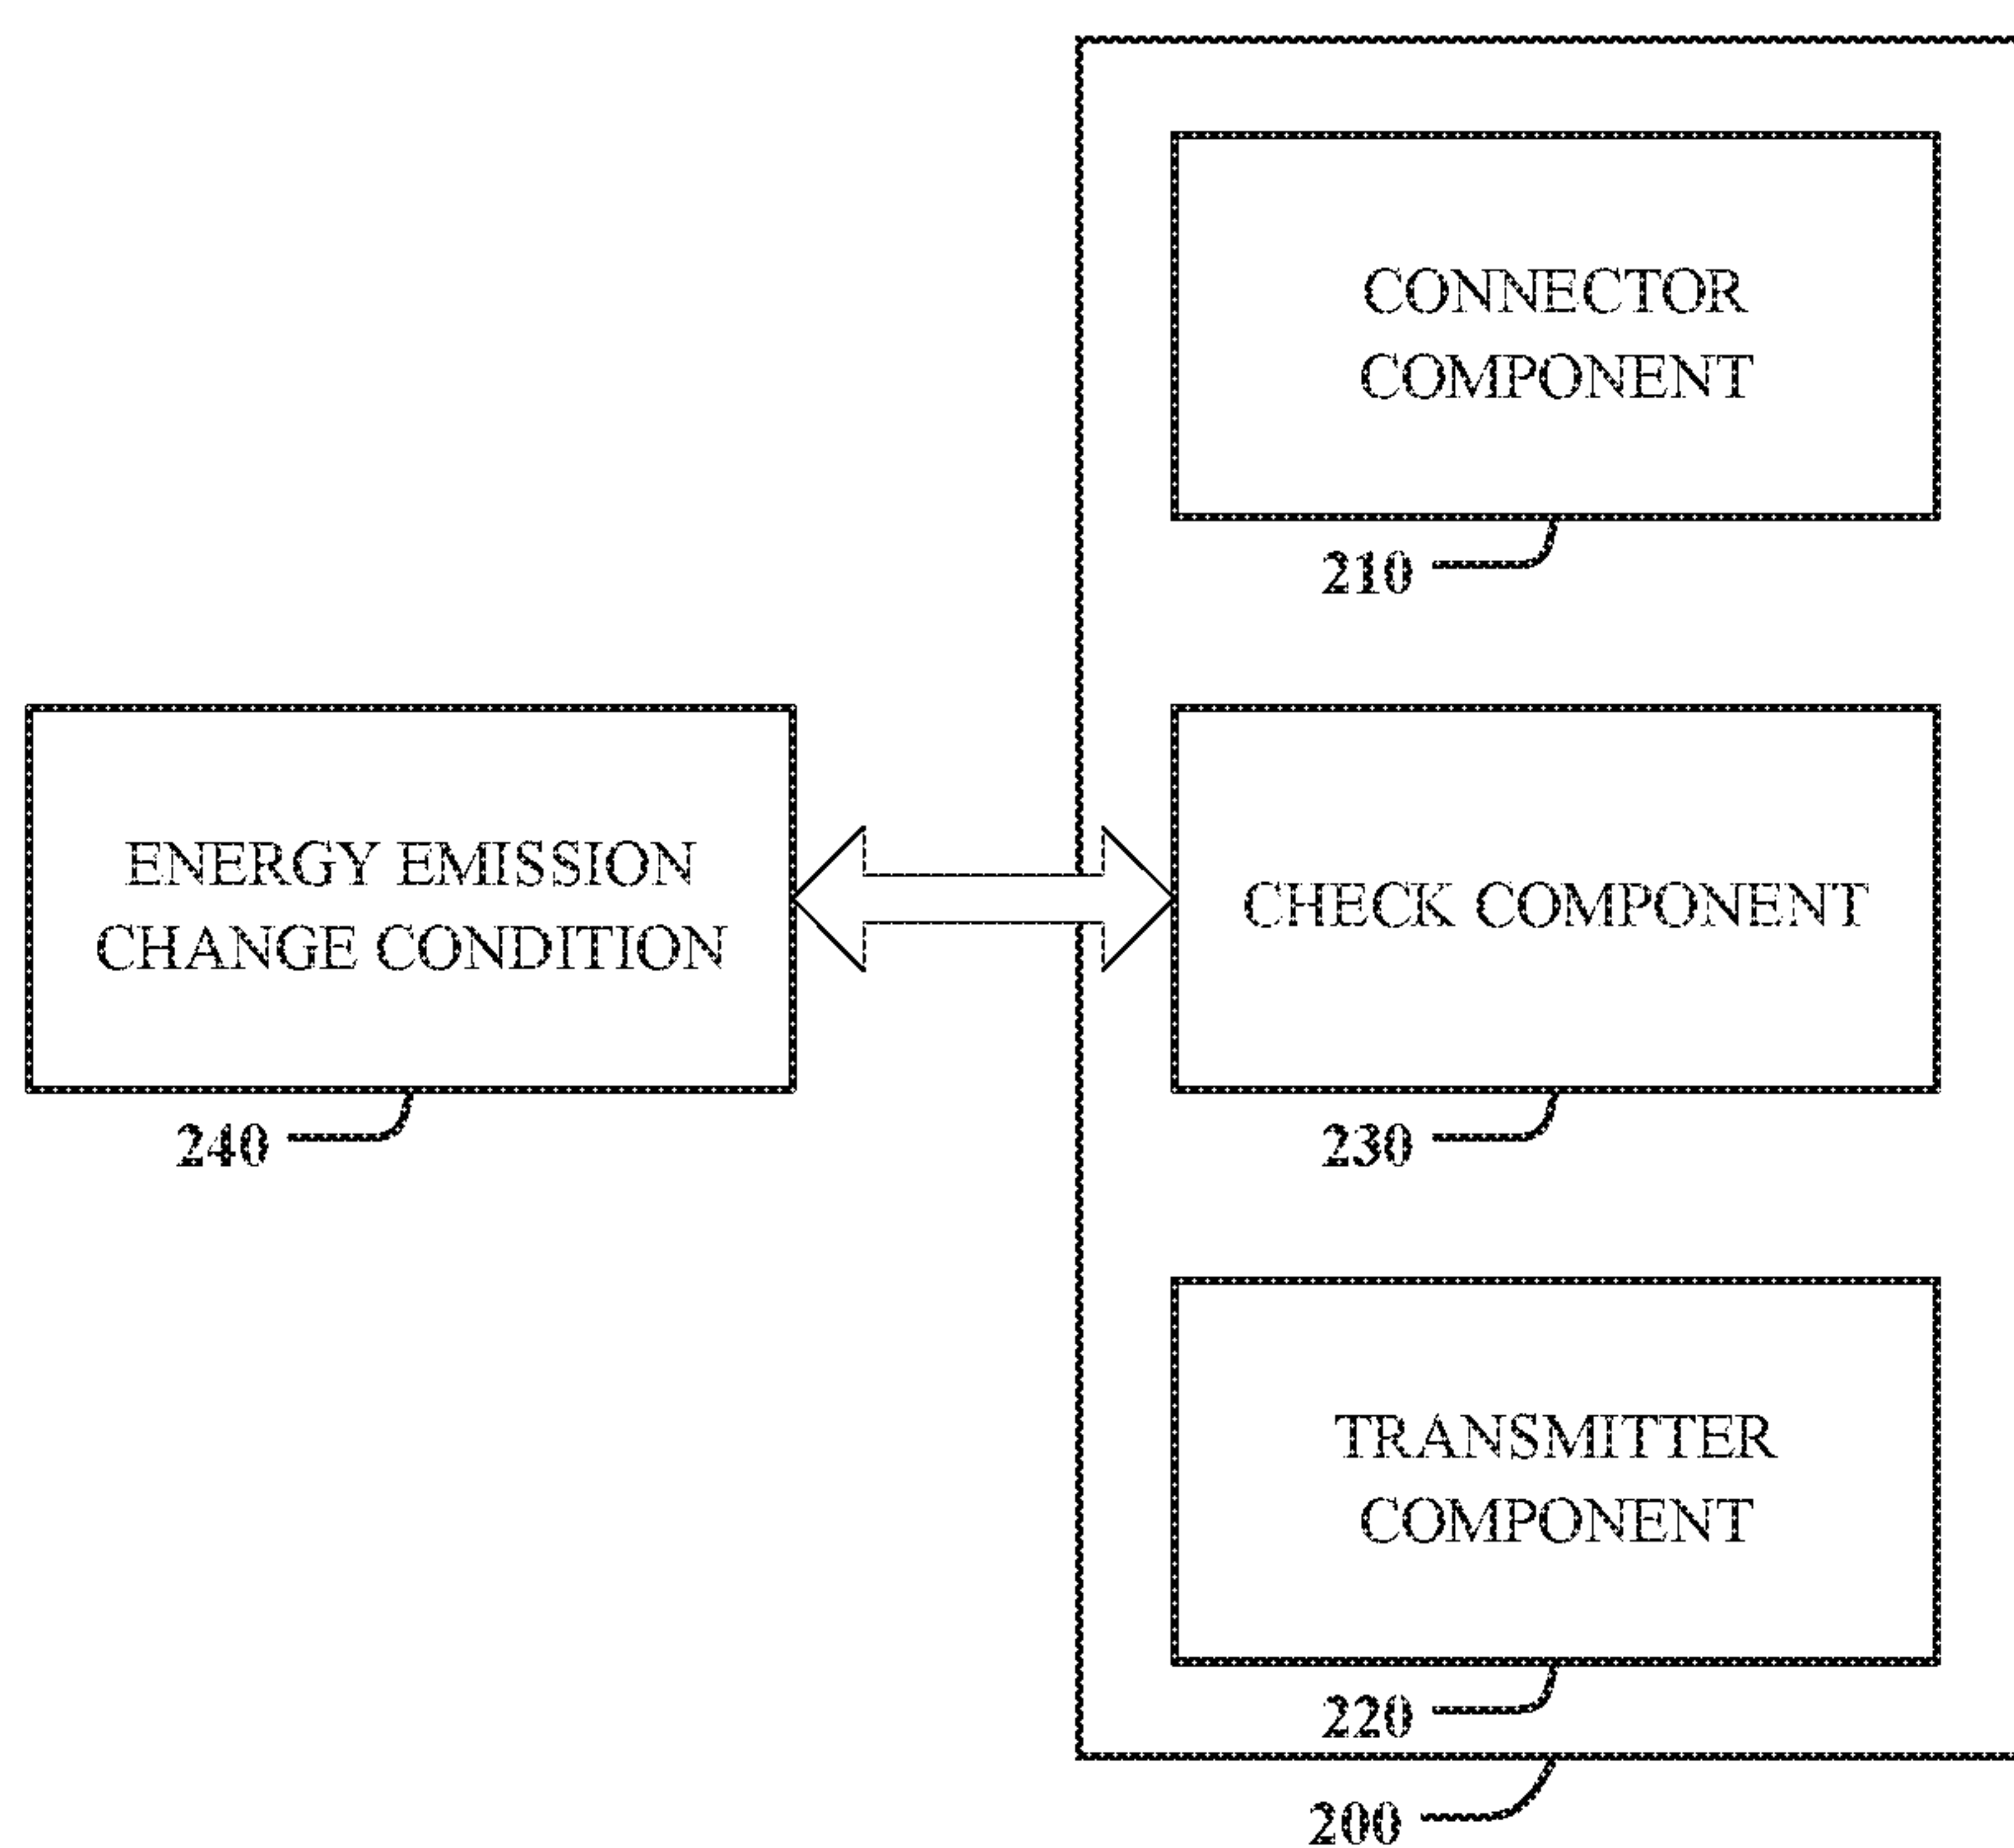 CONNECTOR
COMPONENT
210
ENERGY EMISSION
CHANGE CONDITION
240
CHECK COMPONENT
230
TRANSMITTER
COMPONENT
220
200